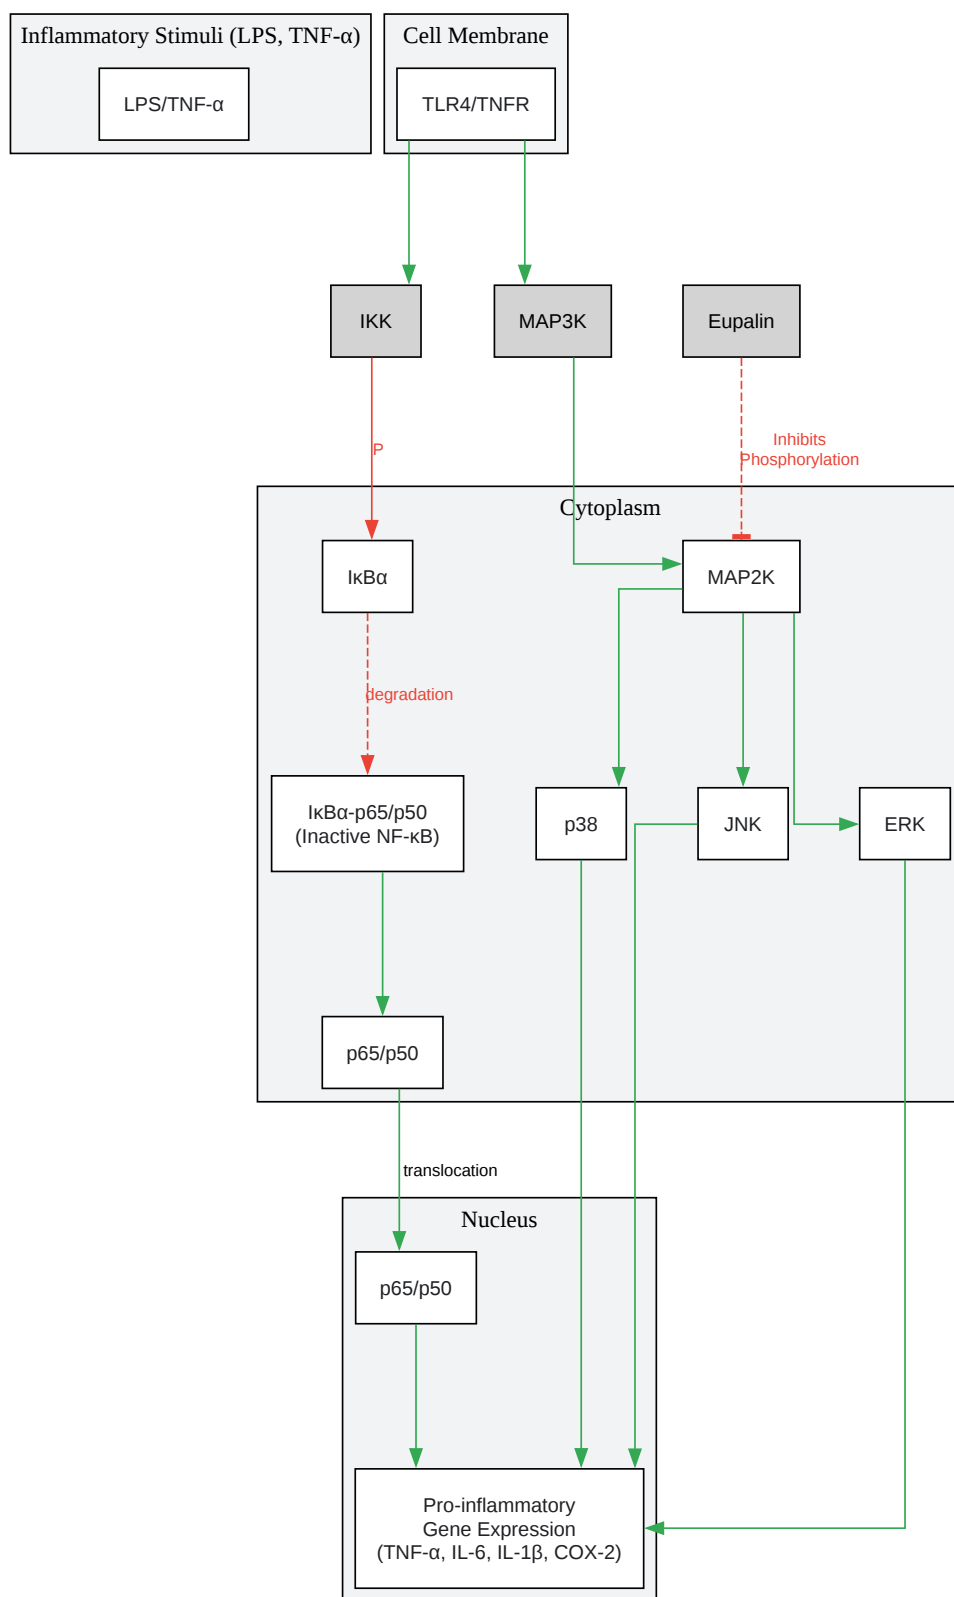 Inflammatory Stimuli (LPS, TNF-α)
Cell Membrane
LPS/TNF-α
TLR4/TNFR
IKK
MAP3K
Eupalin
P
Inhibits
Phosphorylation
Cytoplasm
IκBα
MAP2K
degradation
IκBα-p65/p50
(Inactive NF-κB)
p38
JNK
ERK
p65/p50
translocation
Nucleus
p65/p50
Pro-inflammatory
Gene Expression
(TNF-α, IL-6, IL-1β, COX-2)